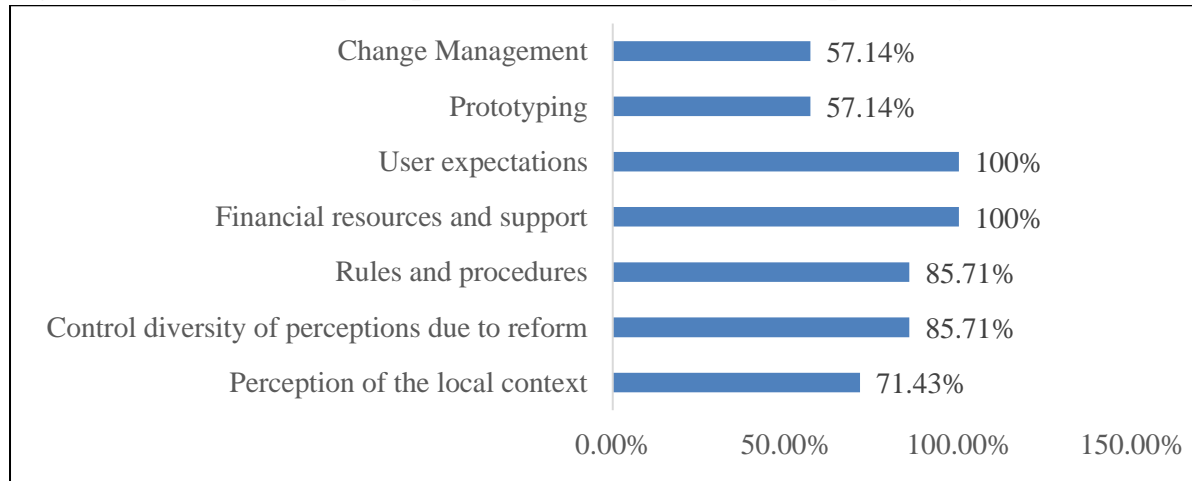 Change Management 57.14%
Prototyping 57.14%
User expectations 100%
Financial resources and support 100%
Rules and procedures 85.71%
Control diversity of perceptions due to reform 85.71%
Perception of the local context 71.43%
0.00% 50.00% 100.00% 150.00%